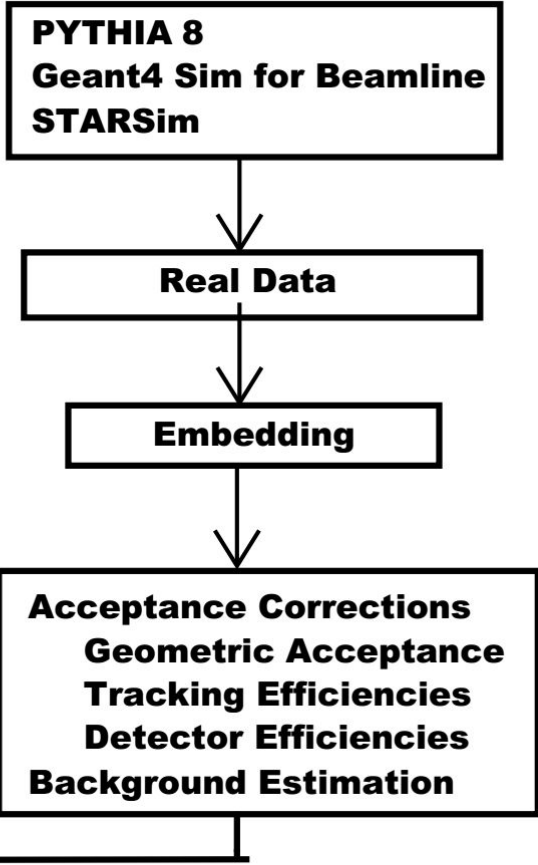 PYTHIA 8
Geant4 Sim for Beamline
STARSim
Real Data
Embedding
Acceptance Corrections
Geometric Acceptance
Tracking Efficiencies
Detector Efficiencies
Background Estimation